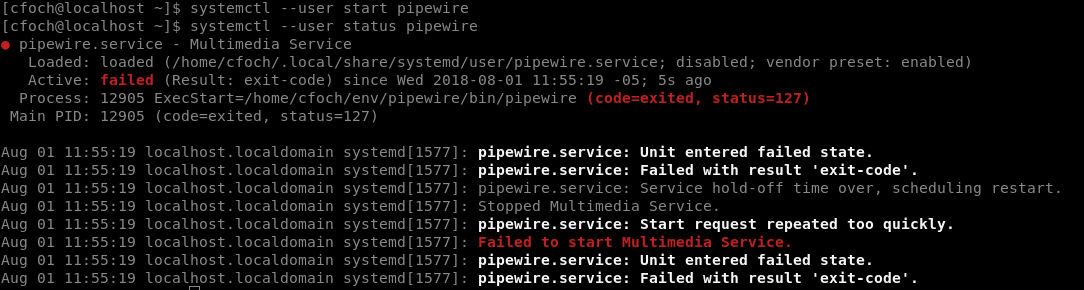 [cfoch@localhost ~]$ systemctl --user start pipewire
[cfoch@localhost ~]$ systemctl --user status pipewire
● pipewire.service - Multimedia Service
   Loaded: loaded (/home/cfoch/.local/share/systemd/user/pipewire.service; disabled; vendor preset: enabled)
   Active: failed (Result: exit-code) since Wed 2018-08-01 11:55:19 -05; 5s ago
  Process: 12905 ExecStart=/home/cfoch/env/pipewire/bin/pipewire (code=exited, status=127)
 Main PID: 12905 (code=exited, status=127)

Aug 01 11:55:19 localhost.localdomain systemd[1577]: pipewire.service: Unit entered failed state.
Aug 01 11:55:19 localhost.localdomain systemd[1577]: pipewire.service: Failed with result 'exit-code'.
Aug 01 11:55:19 localhost.localdomain systemd[1577]: pipewire.service: Service hold-off time over, scheduling restart.
Aug 01 11:55:19 localhost.localdomain systemd[1577]: Stopped Multimedia Service.
Aug 01 11:55:19 localhost.localdomain systemd[1577]: pipewire.service: Start request repeated too quickly.
Aug 01 11:55:19 localhost.localdomain systemd[1577]: Failed to start Multimedia Service.
Aug 01 11:55:19 localhost.localdomain systemd[1577]: pipewire.service: Unit entered failed state.
Aug 01 11:55:19 localhost.localdomain systemd[1577]: pipewire.service: Failed with result 'exit-code'.